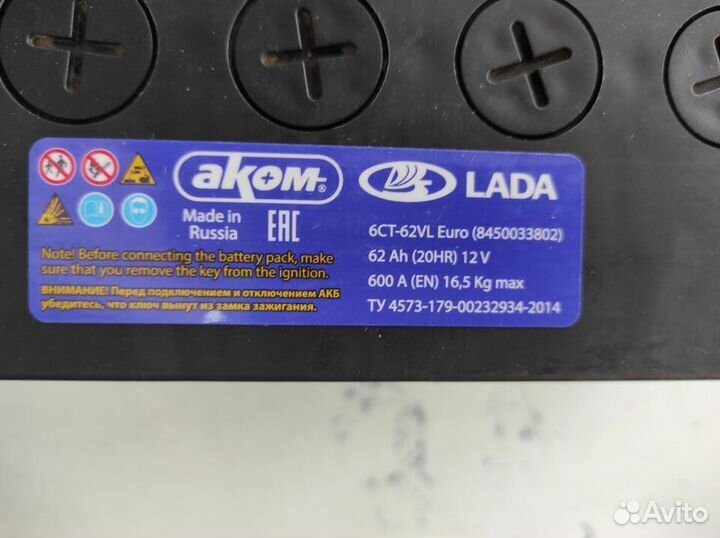 aкom®
LADA
Made in
Russia
EAC
6СТ-62VL Euro (8450033802)
62 Ah (20HR) 12 V
600 A (EN) 16,5 Kg max
ТУ 4573-179-00232934-2014
Note! Before connecting the battery pack, make
sure that you remove the key from the ignition.
ВНИМАНИЕ! Перед подключением и отключением АКБ
убедитесь, что ключ вынут из замка зажигания.
Avito